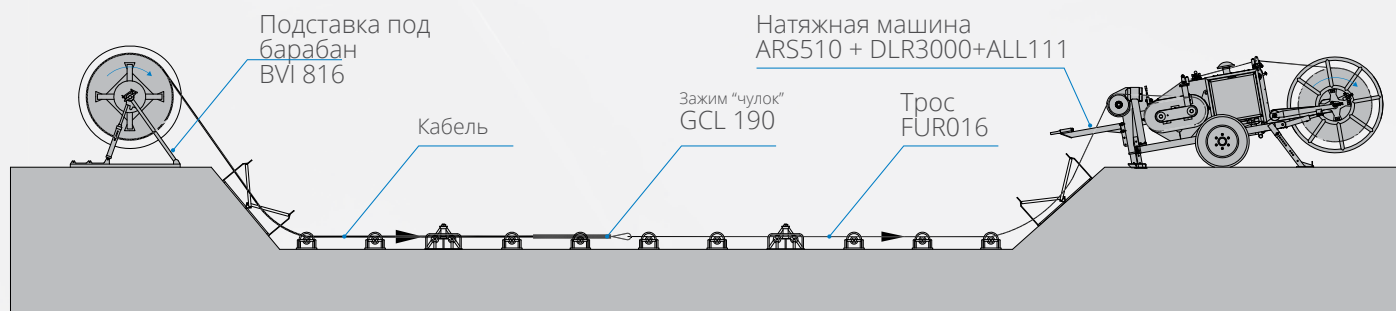 Подставка под
барабан
BVI 816
Кабель
Зажим “чулок”
GCL 190
Трос
FUR016
Натяжная машина
ARS510 + DLR3000+ALL111